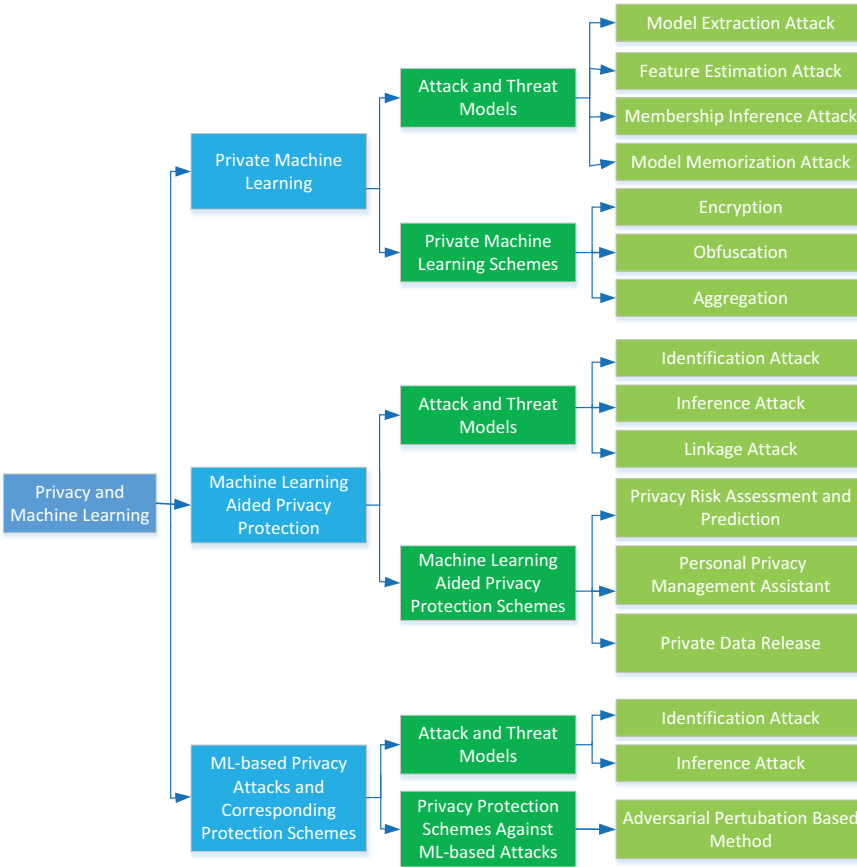 Privacy and
Machine Learning
Private Machine
Learning
Attack and Threat
Models
Model Extraction Attack
Feature Estimation Attack
Membership Inference Attack
Model Memorization Attack
Private Machine
Learning Schemes
Encryption
Obfuscation
Aggregation
Machine Learning
Aided Privacy
Protection
Attack and Threat
Models
Identification Attack
Inference Attack
Linkage Attack
Machine Learning
Aided Privacy
Protection Schemes
Privacy Risk Assessment and
Prediction
Personal Privacy
Management Assistant
Private Data Release
ML-based Privacy
Attacks and
Corresponding
Protection Schemes
Attack and Threat
Models
Identification Attack
Inference Attack
Privacy Protection
Schemes Against
ML-based Attacks
Adversarial Pertubation Based
Method